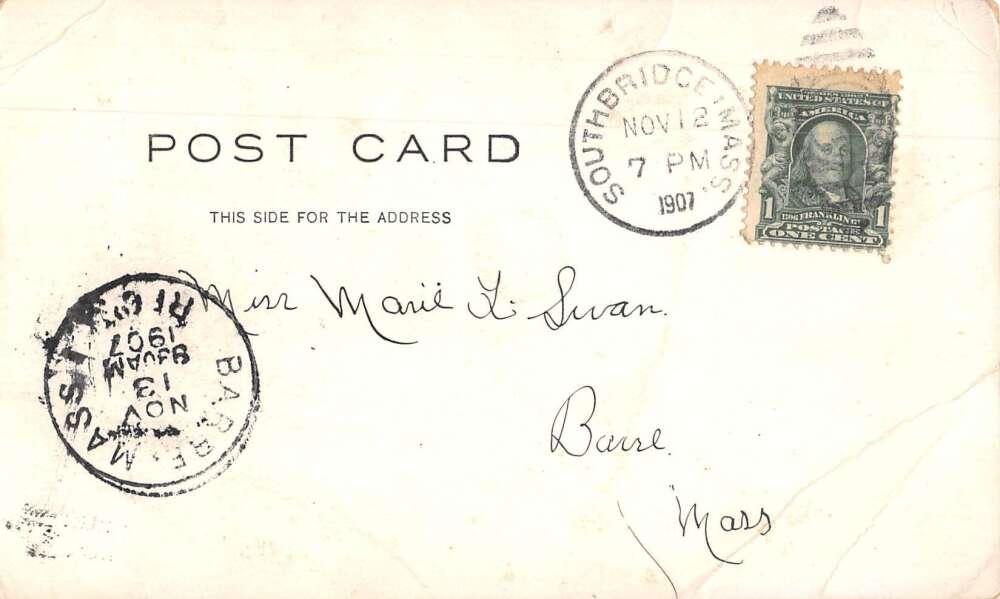 SOUTHBRIDGE, MASS.
NOV 12
7 PM
1907
UNITED STATES OF
AMERICA
1 FRANKLIN 1
POSTAGE
ONE CENT
POST CARD
THIS SIDE FOR THE ADDRESS
Miss Marie L. Swan.
Barre.
Mass
BARRE, MASS
NOV
13
AM
1907